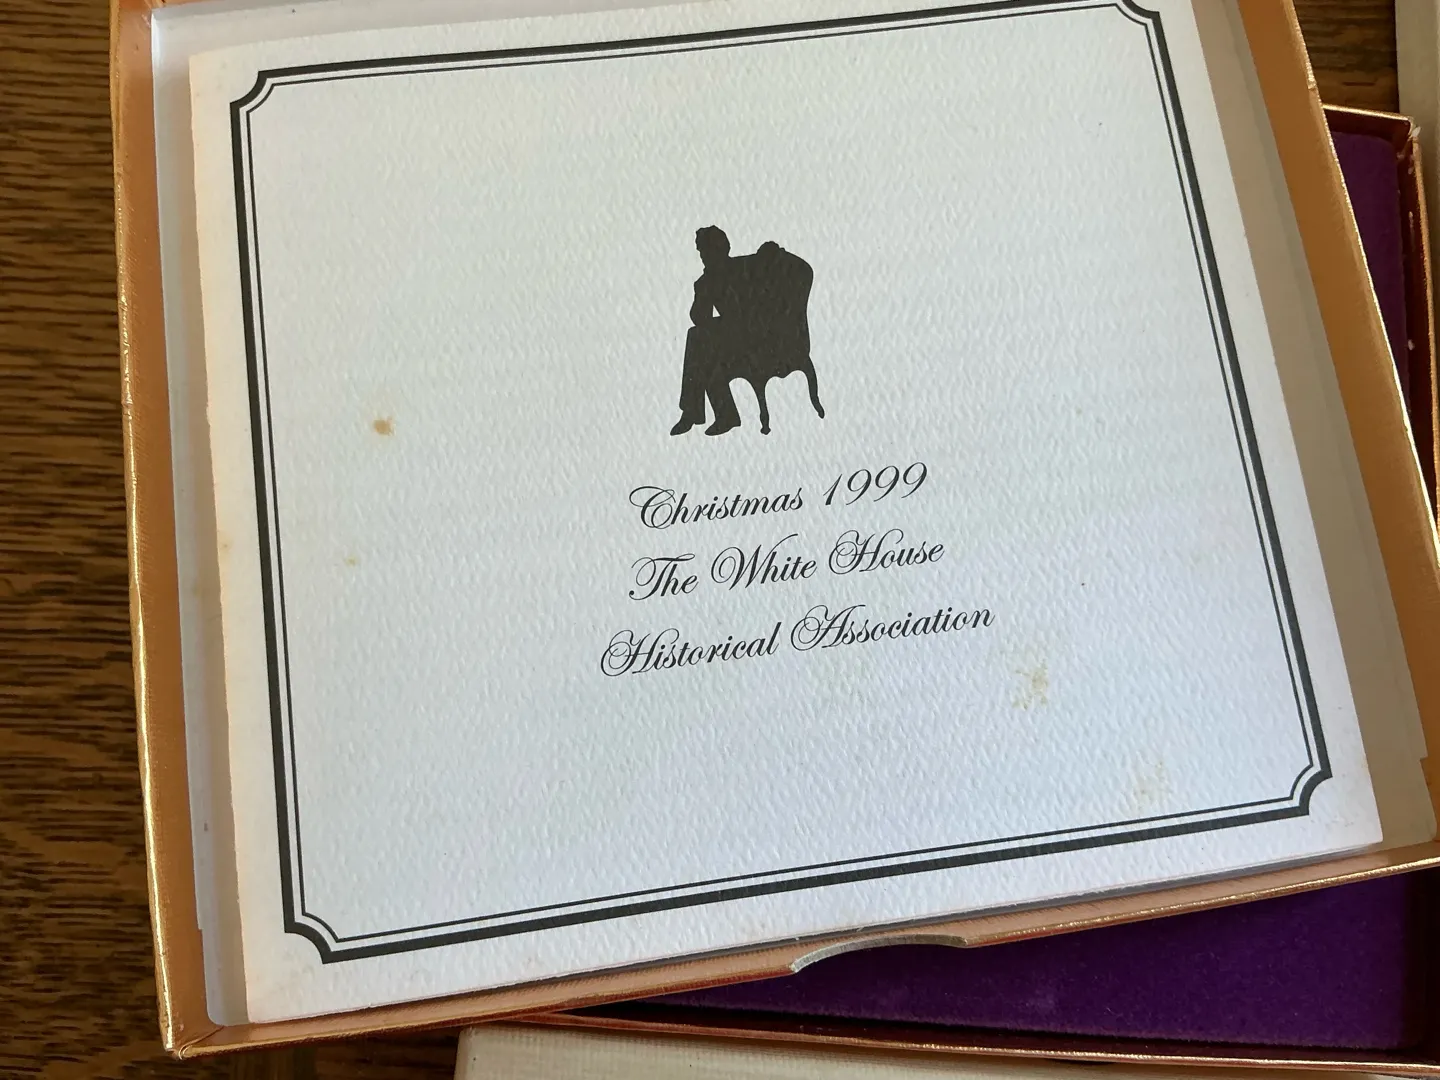 Christmas 1999
The White House
Historical Association